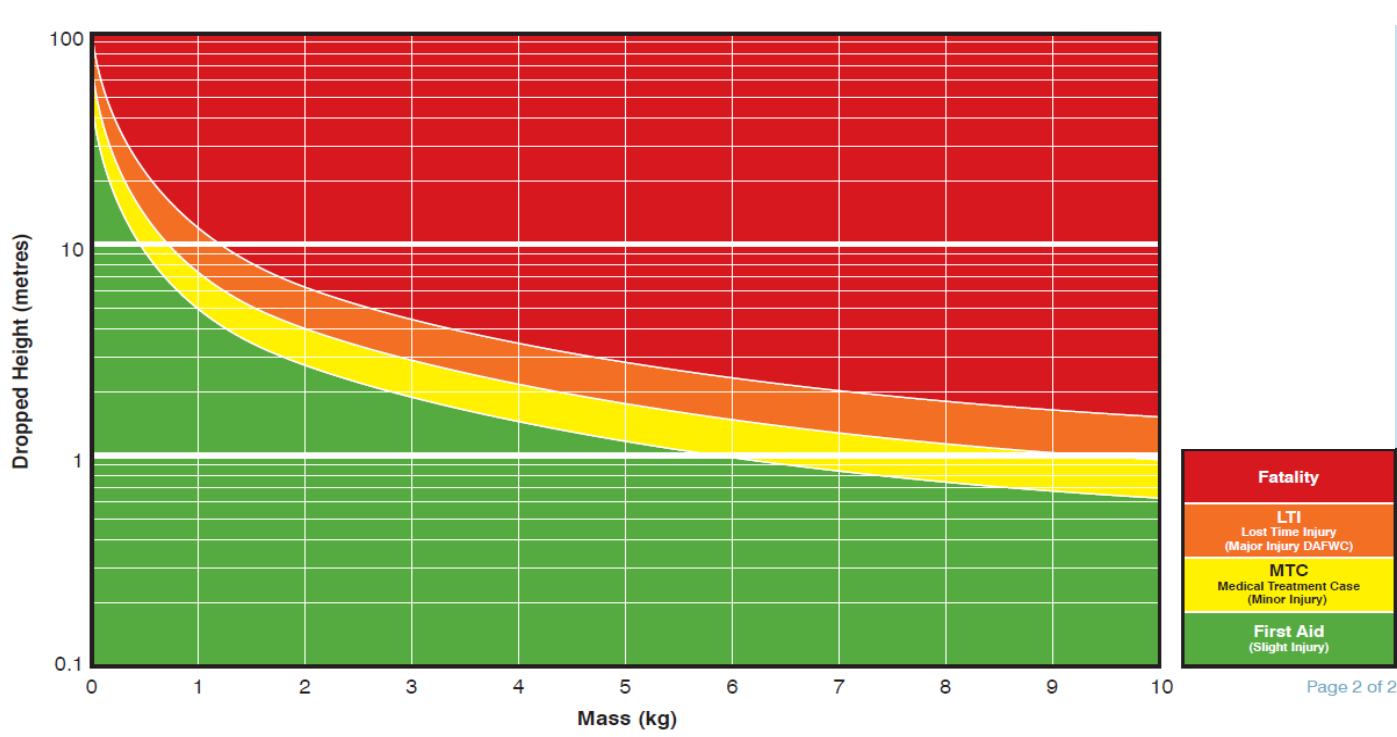 100
10
1
0.1
Dropped Height (metres)
0 1 2 3 4 5 6 7 8 9 10
Mass (kg)
Fatality
LTI
Lost Time Injury
(Major Injury DAFWC)
MTC
Medical Treatment Case
(Minor Injury)
First Aid
(Slight Injury)
Page 2 of 2